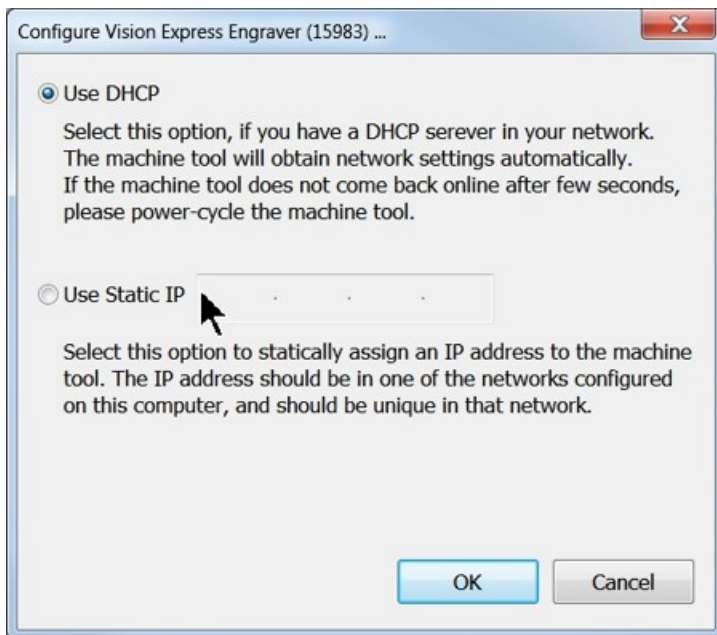 Configure Vision Express Engraver (15983) ...
Use DHCP
Select this option, if you have a DHCP serever in your network.
The machine tool will obtain network settings automatically.
If the machine tool does not come back online after few seconds,
please power-cycle the machine tool.
Use Static IP . . .
Select this option to statically assign an IP address to the machine
tool. The IP address should be in one of the networks configured
on this computer, and should be unique in that network.
OK Cancel